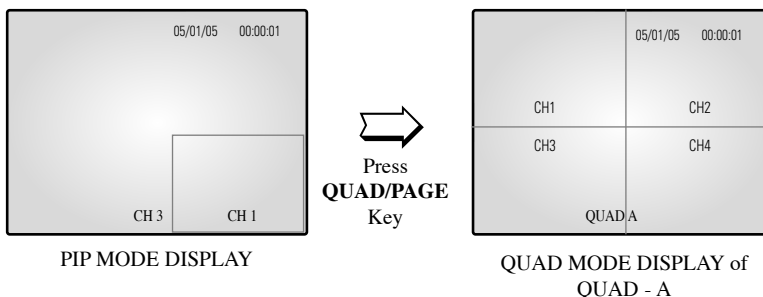 05/01/05 00:00:01
CH 3 CH 1
PIP MODE DISPLAY
Press
QUAD/PAGE
Key
05/01/05 00:00:01
CH1 CH2
CH3 CH4
QUAD A
QUAD MODE DISPLAY of
QUAD - A